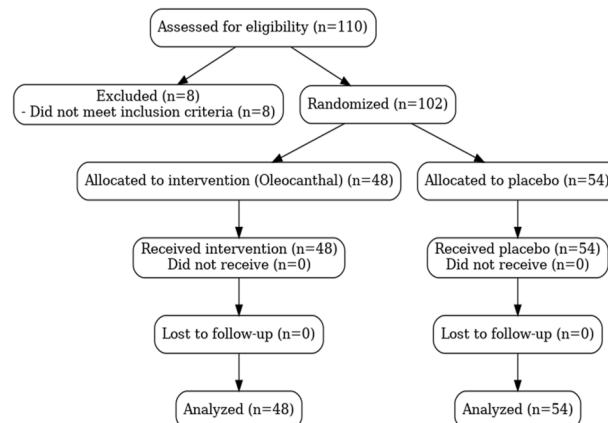 Assessed for eligibility (n=110)
Excluded (n=8)
- Did not meet inclusion criteria (n=8)
Randomized (n=102)
Allocated to intervention (Oleocanthal) (n=48)
Allocated to placebo (n=54)
Received intervention (n=48)
Did not receive (n=0)
Received placebo (n=54)
Did not receive (n=0)
Lost to follow-up (n=0)
Lost to follow-up (n=0)
Analyzed (n=48)
Analyzed (n=54)